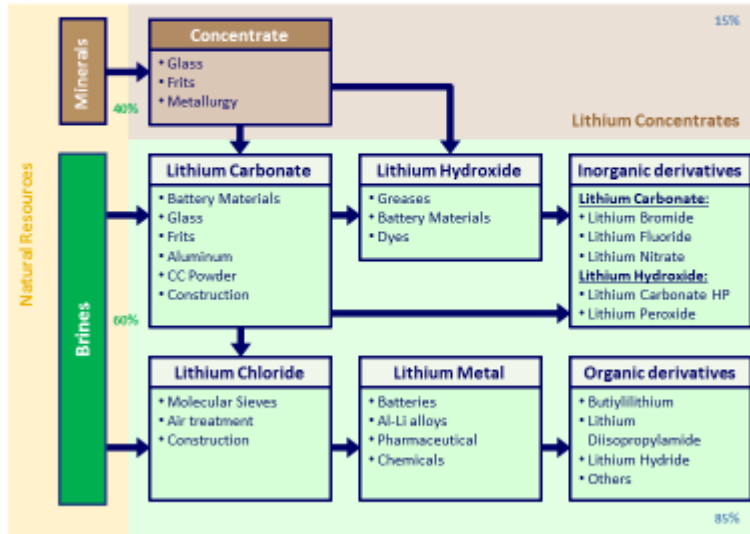 15%
Concentrate
• Glass
• Frits
• Metallurgy
Minerals
40%
Lithium Concentrates
Natural Resources
Lithium Carbonate
• Battery Materials
• Glass
• Frits
• Aluminum
• CC Powder
• Construction
Lithium Hydroxide
• Greases
• Battery Materials
• Dyes
Inorganic derivatives
Lithium Carbonate:
• Lithium Bromide
• Lithium Fluoride
• Lithium Nitrate
Lithium Hydroxide:
• Lithium Carbonate HP
• Lithium Peroxide
Brines
60%
Lithium Chloride
• Molecular Sieves
• Air treatment
• Construction
Lithium Metal
• Batteries
• Al-Li alloys
• Pharmaceutical
• Chemicals
Organic derivatives
• Butiylilithium
• Lithium
Diisopropylamide
• Lithium Hydride
• Others
85%